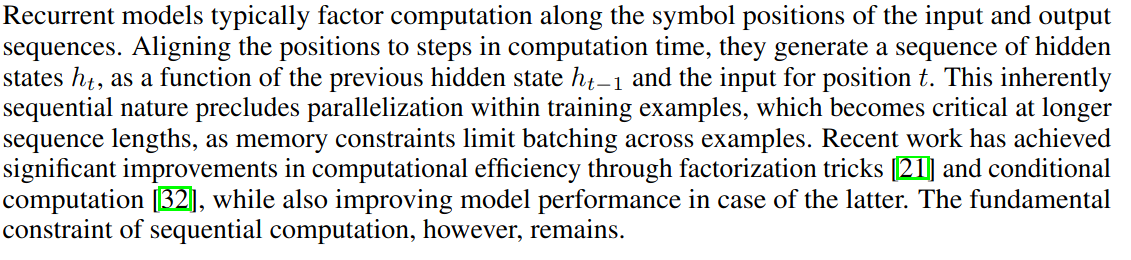 Recurrent models typically factor computation along the symbol positions of the input and output
sequences. Aligning the positions to steps in computation time, they generate a sequence of hidden
states hₜ, as a function of the previous hidden state hₜ₋₁ and the input for position t. This inherently
sequential nature precludes parallelization within training examples, which becomes critical at longer
sequence lengths, as memory constraints limit batching across examples. Recent work has achieved
significant improvements in computational efficiency through factorization tricks [21] and conditional
computation [32], while also improving model performance in case of the latter. The fundamental
constraint of sequential computation, however, remains.